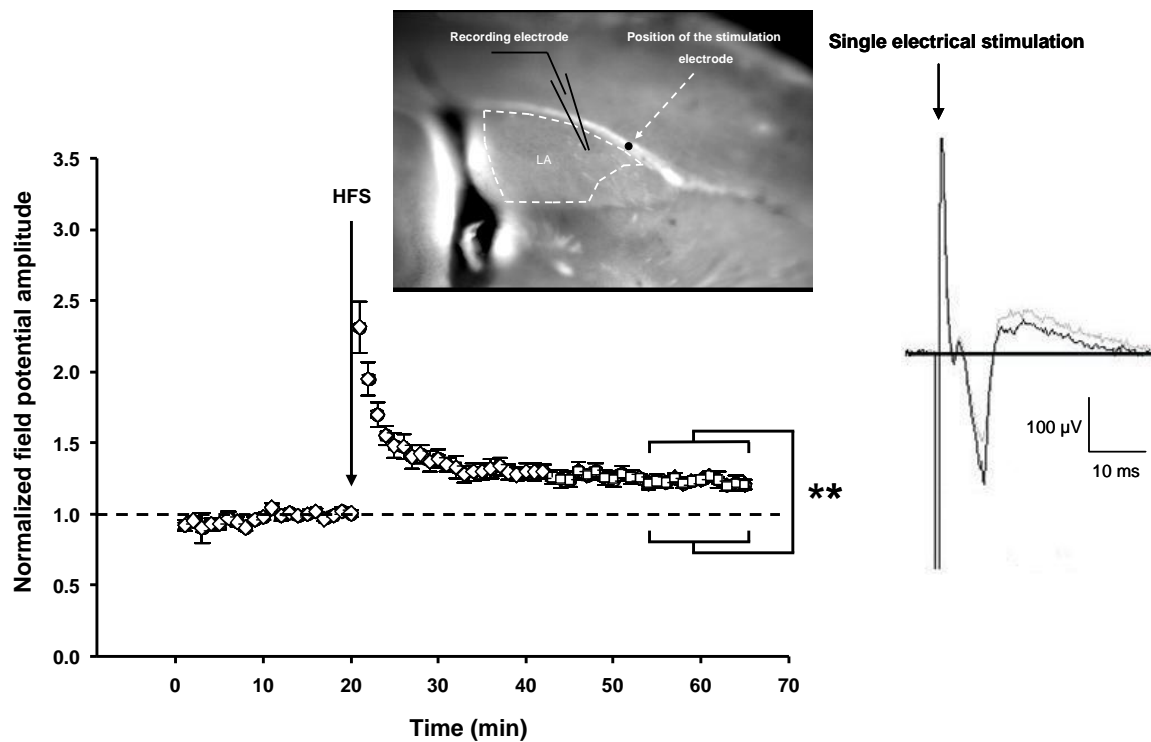 Recording electrode
Position of the stimulation
electrode
LA
Single electrical stimulation
HFS
Normalized field potential amplitude
3.5
3.0
2.5
2.0
1.5
1.0
0.5
0.0
**
100 µV
10 ms
0
10
20
30
40
50
60
70
Time (min)